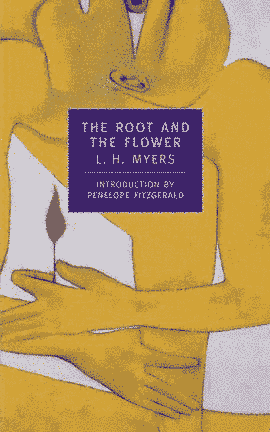 THE ROOT AND
THE FLOWER
L. H. MYERS
INTRODUCTION BY
PENELOPE FITZGERALD